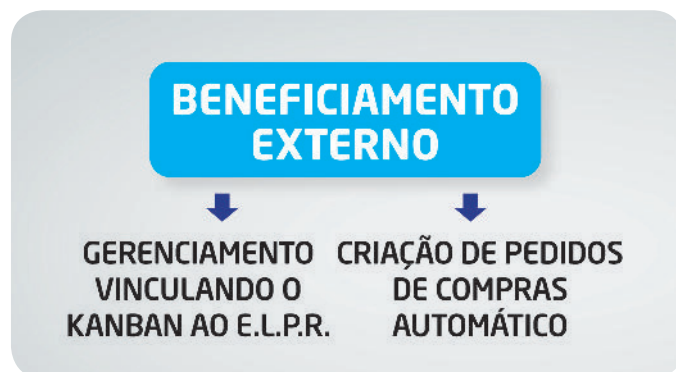 BENEFICIAMENTO
EXTERNO
GERENCIAMENTO
VINCULANDO O
KANBAN AO E.L.P.R.
CRIAÇÃO DE PEDIDOS
DE COMPRAS
AUTOMÁTICO